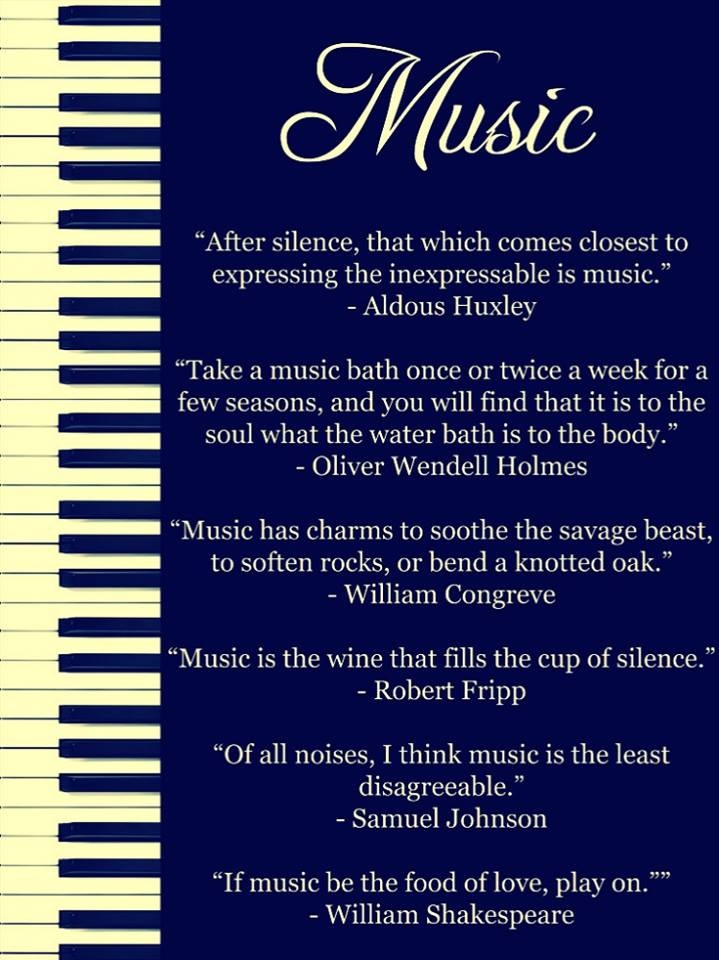 Music
“After silence, that which comes closest to
expressing the inexpressable is music.”
- Aldous Huxley
“Take a music bath once or twice a week for a
few seasons, and you will find that it is to the
soul what the water bath is to the body.”
- Oliver Wendell Holmes
“Music has charms to soothe the savage beast,
to soften rocks, or bend a knotted oak.”
- William Congreve
“Music is the wine that fills the cup of silence.”
- Robert Fripp
“Of all noises, I think music is the least
disagreeable.”
- Samuel Johnson
“If music be the food of love, play on.””
- William Shakespeare